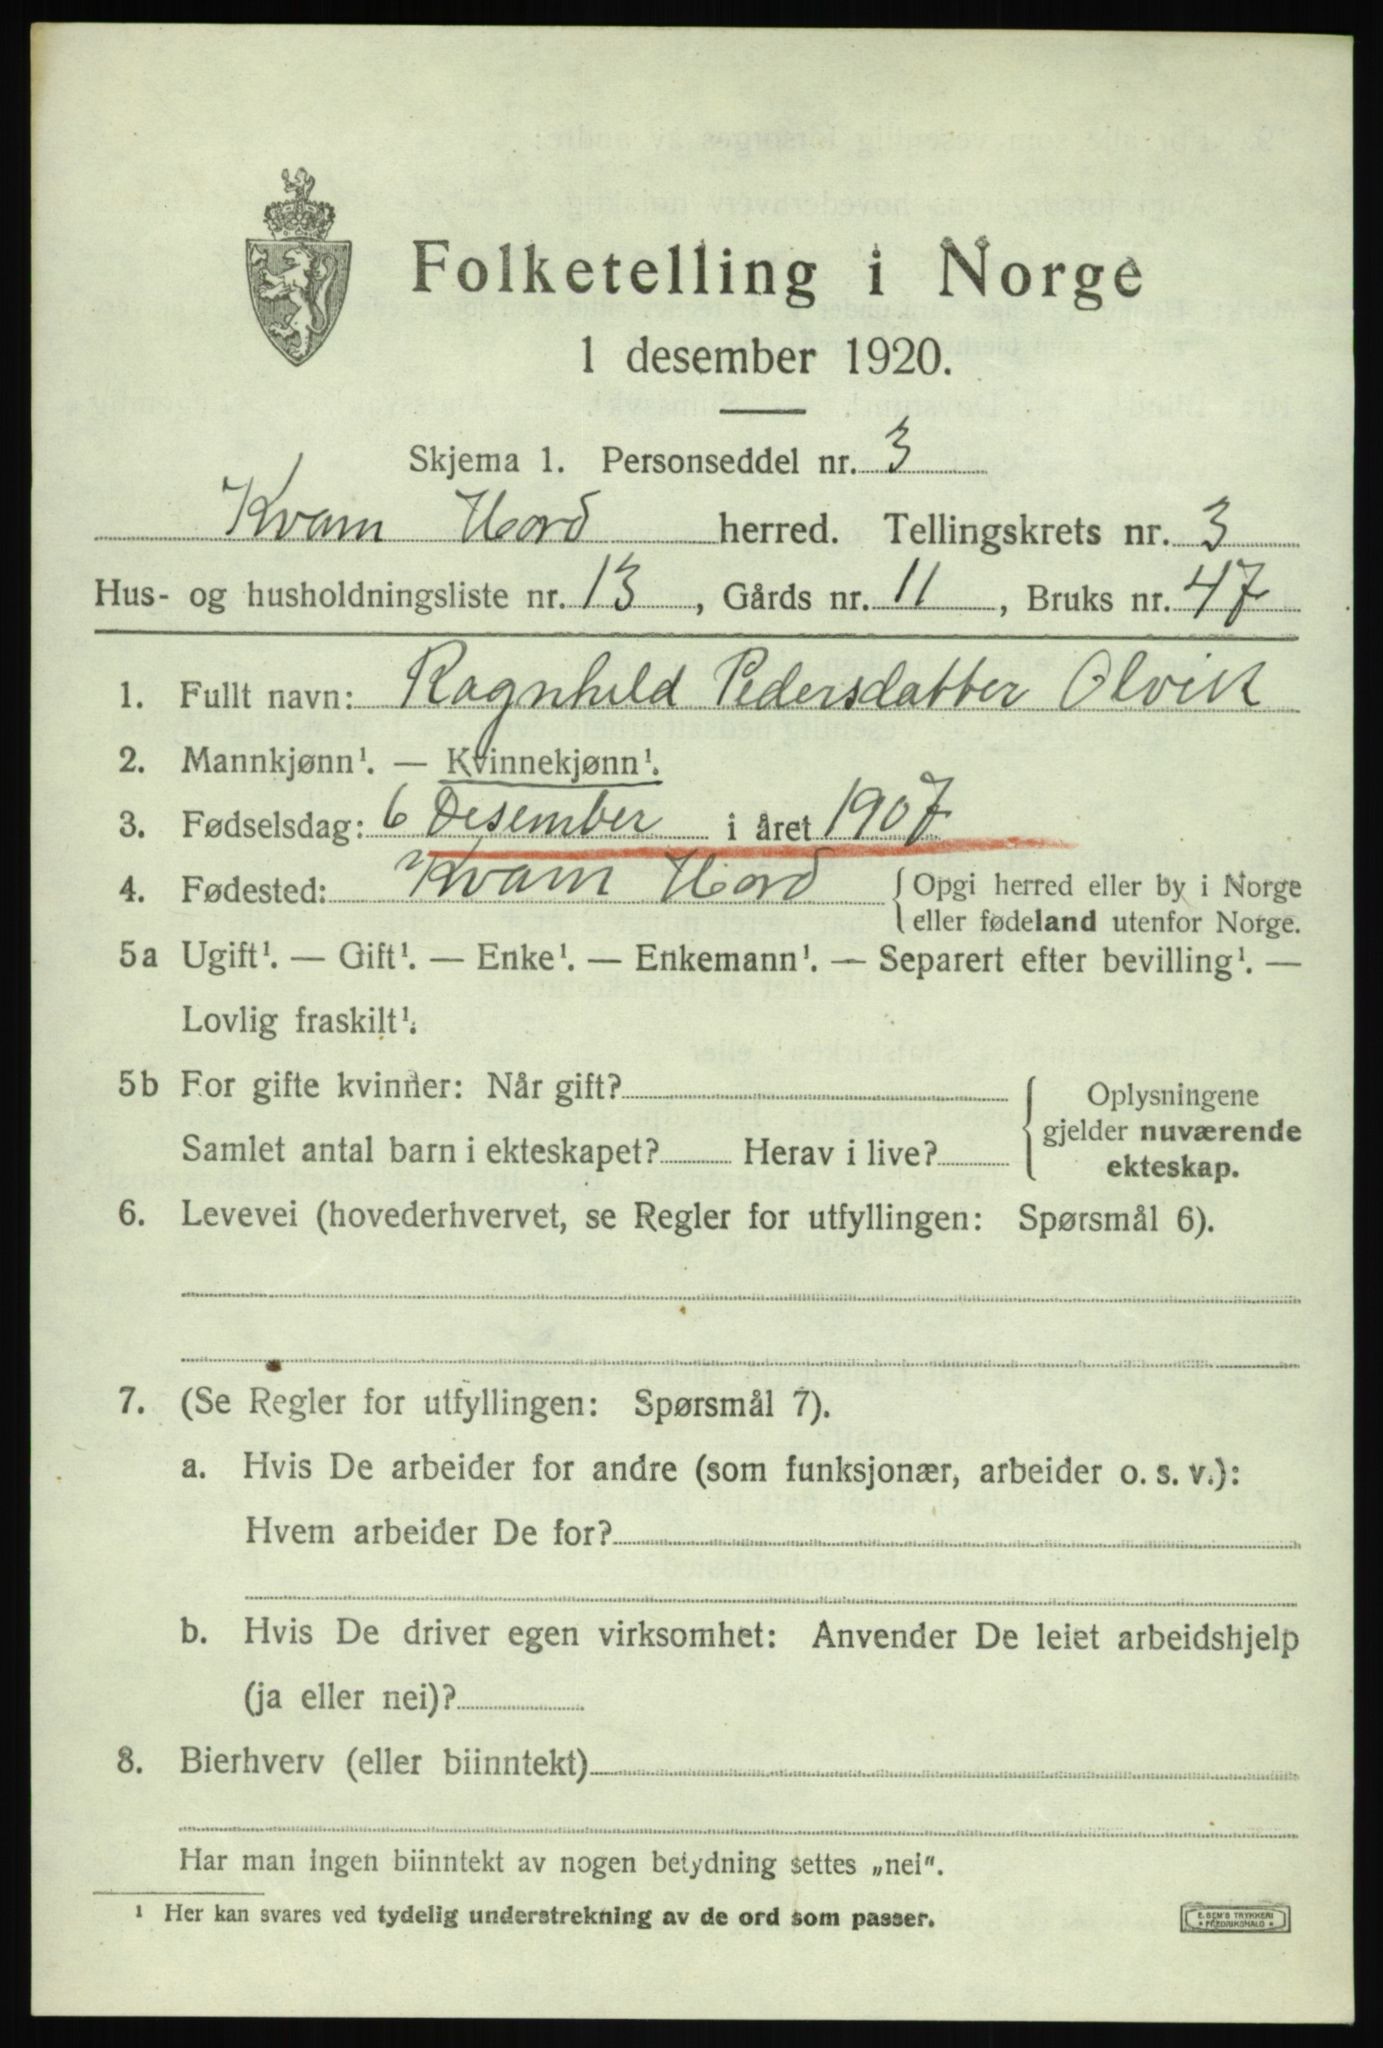 Folketelling i Norge
1 desember 1920.
Skjema 1. Personseddel nr. 3
Kvam Hord herred. Tellingskrets nr. 3
Hus- og husholdningsliste nr. 13, Gårds nr. 11, Bruks nr. 47
1. Fullt navn: Ragnhild Pedersdatter Olvik
2. Mannkjønn¹. — Kvinnekjønn¹.
3. Fødselsdag: 6 Desember i året 1907
4. Fødested: Kvam Hord {Opgi herred eller by i Norge
eller fødeland utenfor Norge.
5a Ugift¹. — Gift¹. — Enke¹. — Enkemann¹. — Separert efter bevilling¹. —
Lovlig fraskilt¹.
5b For gifte kvinner: Når gift?
Samlet antal barn i ekteskapet? Herav i live?
{Oplysningene
gjelder nuværende
ekteskap.
6. Levevei (hovederhvervet, se Regler for utfyllingen: Spørsmål 6).
7. (Se Regler for utfyllingen: Spørsmål 7).
a. Hvis De arbeider for andre (som funksjonær, arbeider o. s. v.):
Hvem arbeider De for?
b. Hvis De driver egen virksomhet: Anvender De leiet arbeidshjelp
(ja eller nei)?
8. Bierhverv (eller biinntekt)
Har man ingen biinntekt av nogen betydning settes „nei".
¹ Her kan svares ved tydelig understrekning av de ord som passer.
E. SEM'S TRYKKERI
* FREDRIKSHALD *